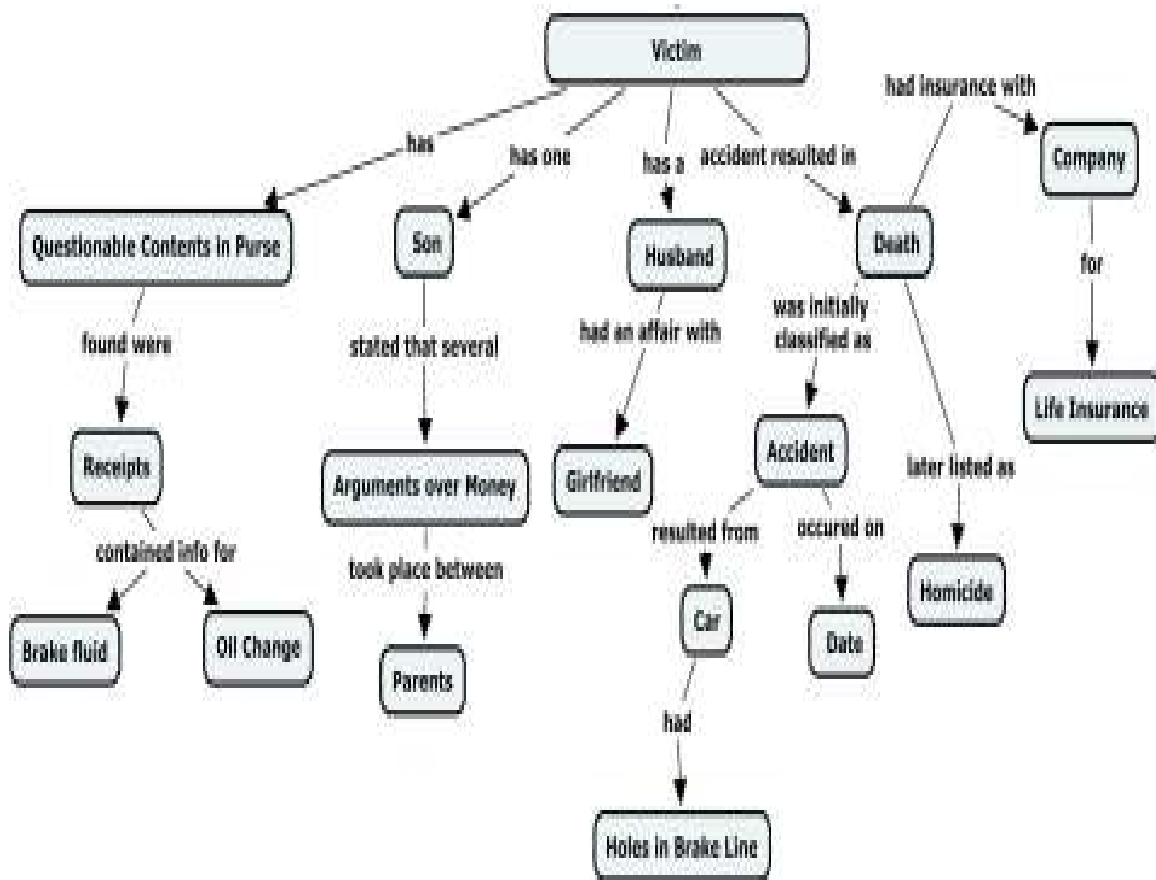 Victim
had insurance with
has
has one
has a
accident resulted in
Company
Questionable Contents in Purse
Son
Husband
Death
for
found were
stated that several
had an affair with
was initially
classified as
Life Insurance
Receipts
Arguments over Money
Girlfriend
Accident
later listed as
contained info for
took place between
resulted from
occured on
Homicide
Brake fluid
Oil Change
Parents
Car
Date
had
Holes in Brake Line